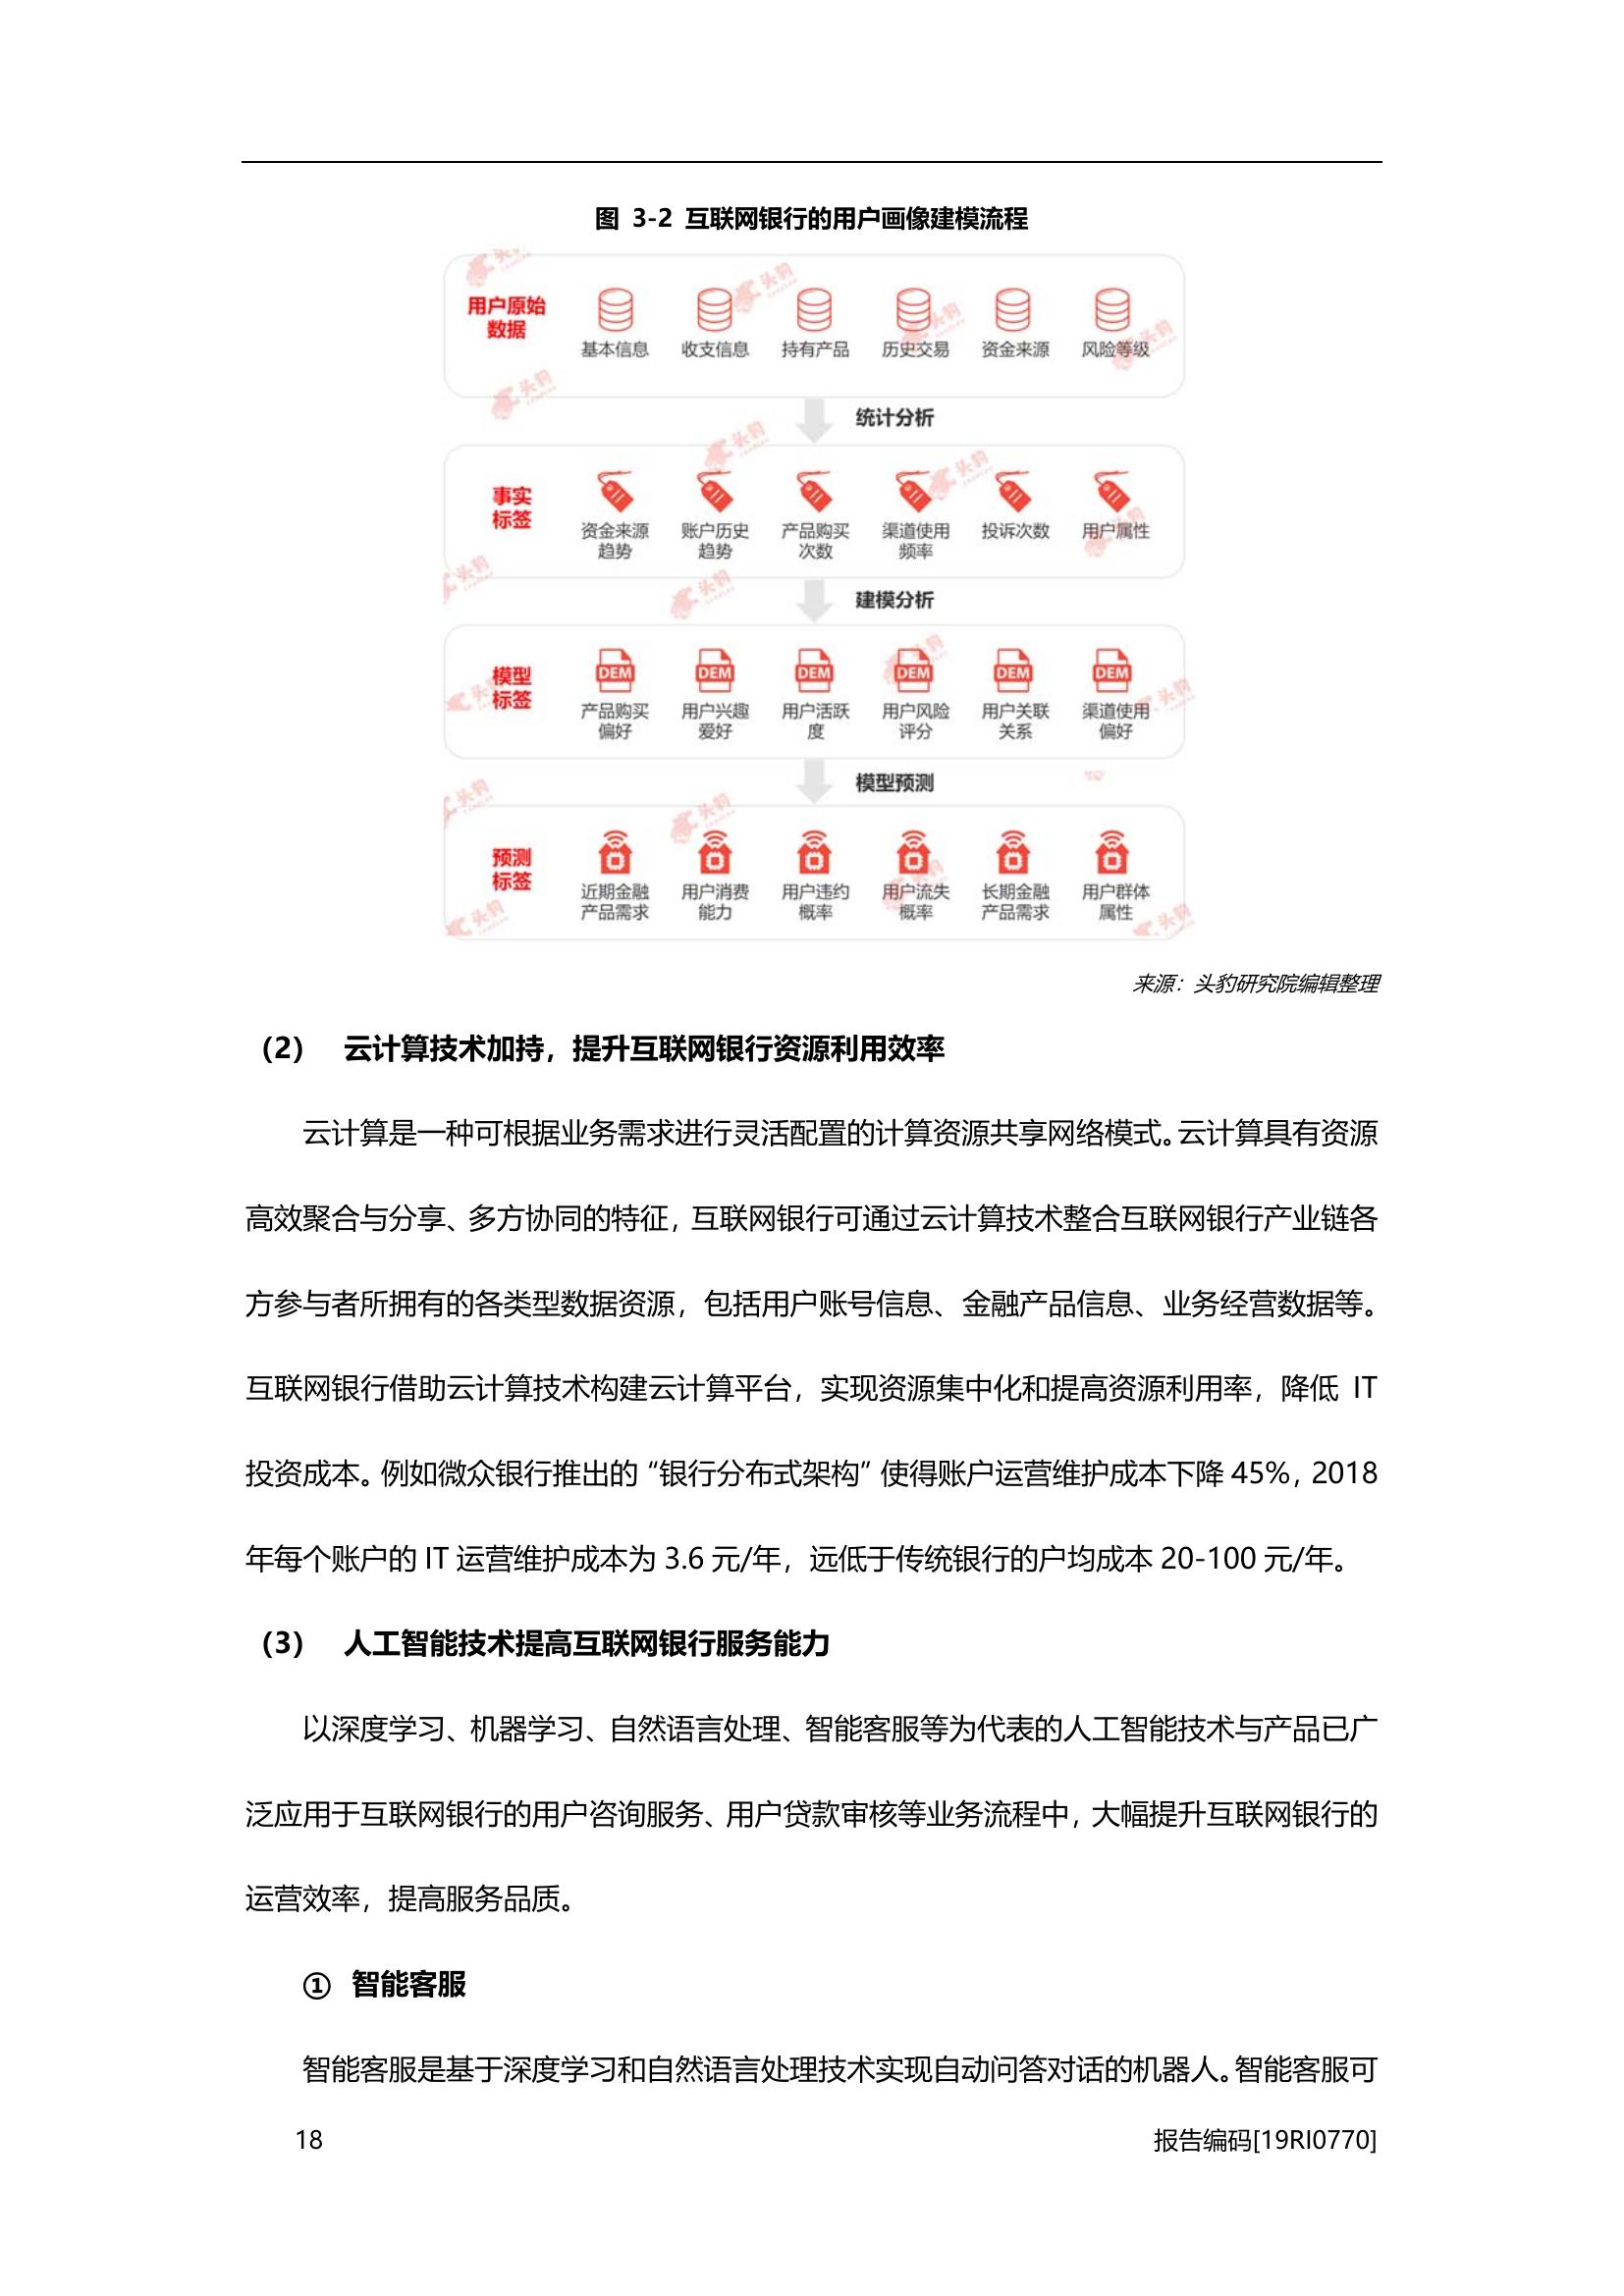 图 3-2 互联网银行的用户画像建模流程
用户原始
数据
基本信息 收支信息 持有产品 历史交易 资金来源 风险等级
统计分析
事实
标签
资金来源 账户历史 产品购买 渠道使用 投诉次数 用户属性
趋势 趋势 次数 频率
建模分析
模型
标签
DEM DEM DEM DEM DEM DEM
产品购买 用户兴趣 用户活跃 用户风险 用户关联 渠道使用
偏好 爱好 度 评分 关系 偏好
模型预测
预测
标签
近期金融 用户消费 用户违约 用户流失 长期金融 用户群体
产品需求 能力 概率 概率 产品需求 属性
来源：头豹研究院编辑整理
（2） 云计算技术加持，提升互联网银行资源利用效率
云计算是一种可根据业务需求进行灵活配置的计算资源共享网络模式。云计算具有资源
高效聚合与分享、多方协同的特征，互联网银行可通过云计算技术整合互联网银行产业链各
方参与者所拥有的各类型数据资源，包括用户账号信息、金融产品信息、业务经营数据等。
互联网银行借助云计算技术构建云计算平台，实现资源集中化和提高资源利用率，降低 IT
投资成本。例如微众银行推出的“银行分布式架构”使得账户运营维护成本下降 45%，2018
年每个账户的 IT 运营维护成本为 3.6 元/年，远低于传统银行的户均成本 20-100 元/年。
（3） 人工智能技术提高互联网银行服务能力
以深度学习、机器学习、自然语言处理、智能客服等为代表的人工智能技术与产品已广
泛应用于互联网银行的用户咨询服务、用户贷款审核等业务流程中，大幅提升互联网银行的
运营效率，提高服务品质。
① 智能客服
智能客服是基于深度学习和自然语言处理技术实现自动问答对话的机器人。智能客服可
18 报告编码[19RI0770]